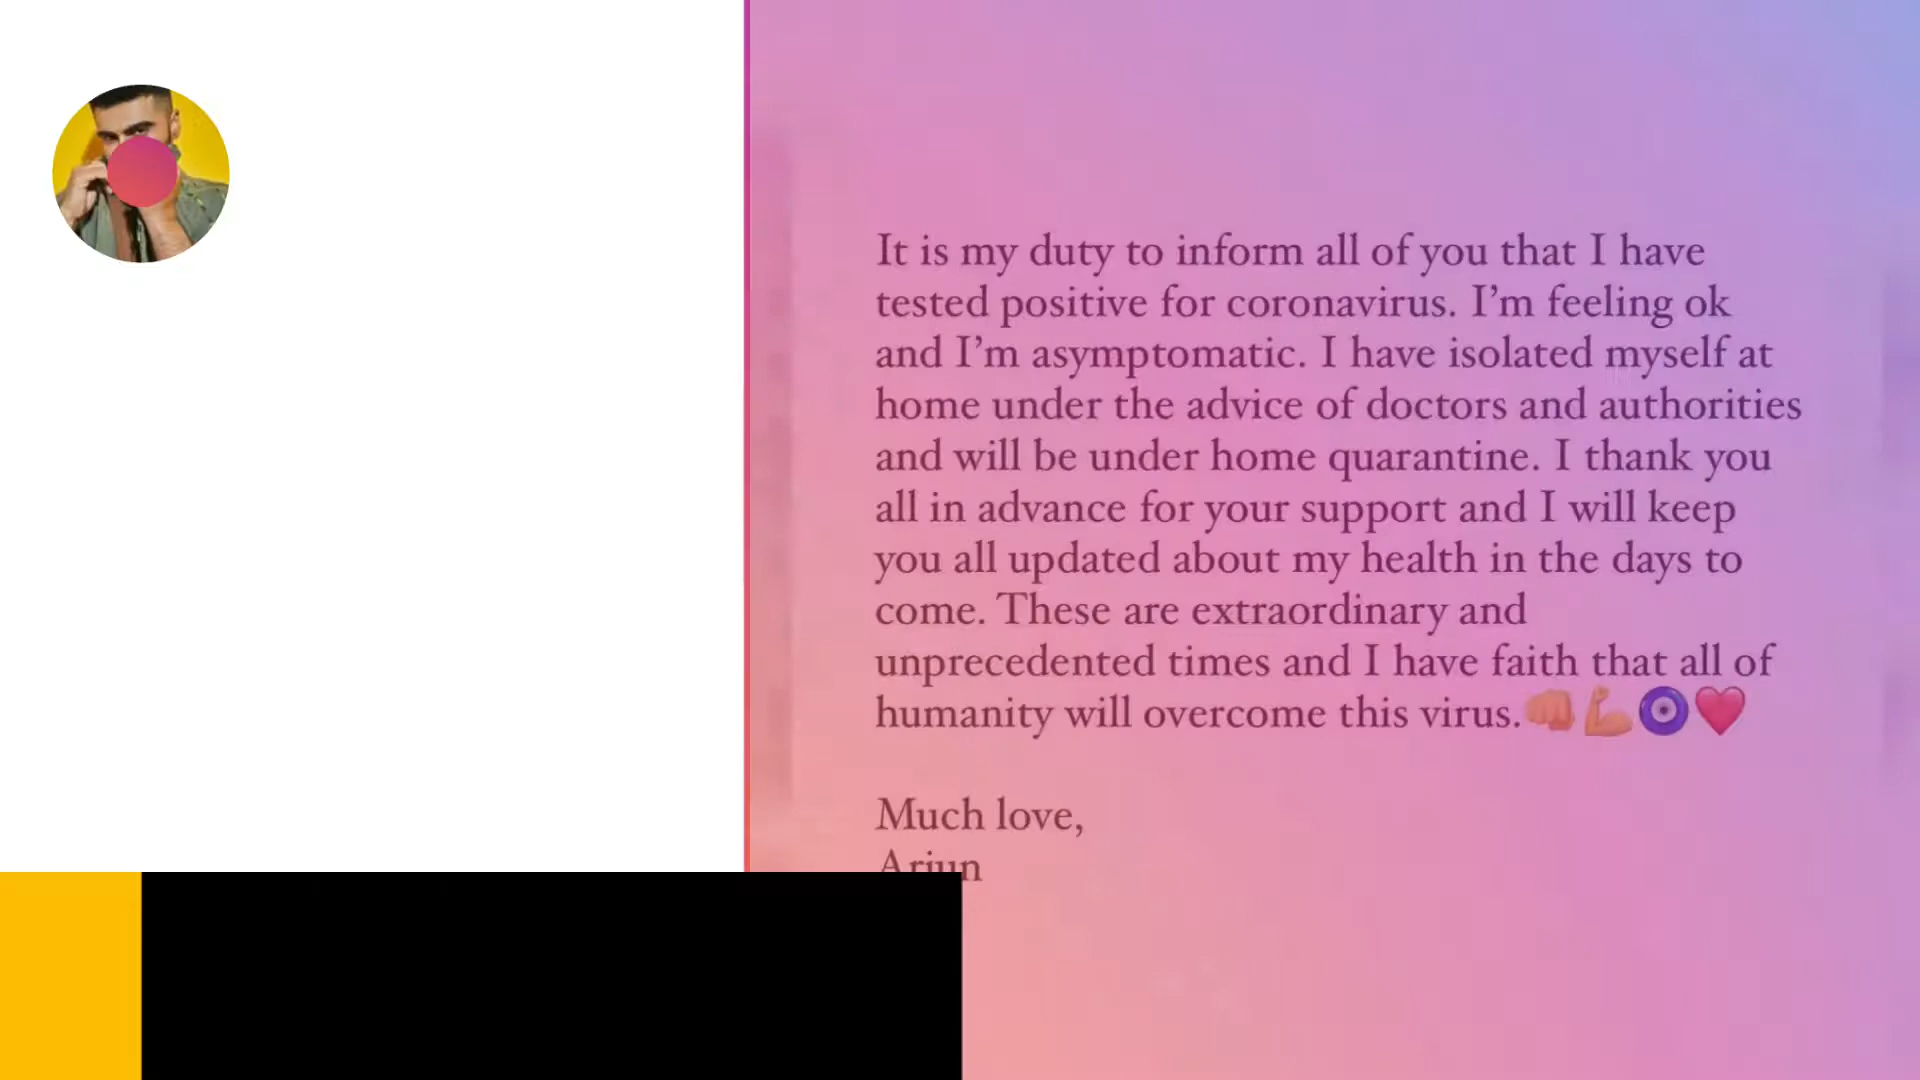 It is my duty to inform all of you that I have
tested positive for coronavirus. I’m feeling ok
and I’m asymptomatic. I have isolated myself at
home under the advice of doctors and authorities
and will be under home quarantine. I thank you
all in advance for your support and I will keep
you all updated about my health in the days to
come. These are extraordinary and
unprecedented times and I have faith that all of
humanity will overcome this virus.👊💪🧿❤️
Much love,
Arjun